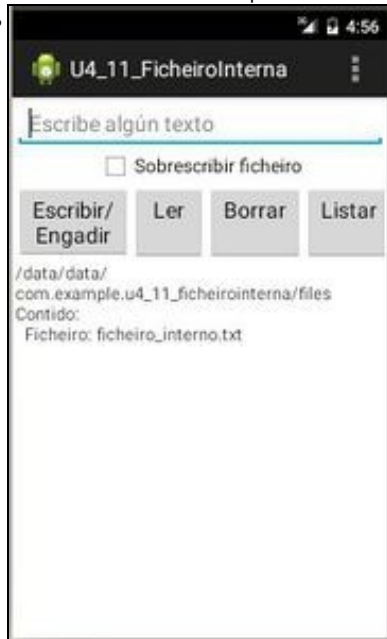 4:56
U4_11_FicheiroInterna
Escribe algún texto
Sobrescribir ficheiro
Escribir/ Ler Borrar Listar
Engadir
/data/data/
com.example.u4_11_ficheirointerna/files
Contido:
Ficheiro: ficheiro_interno.txt